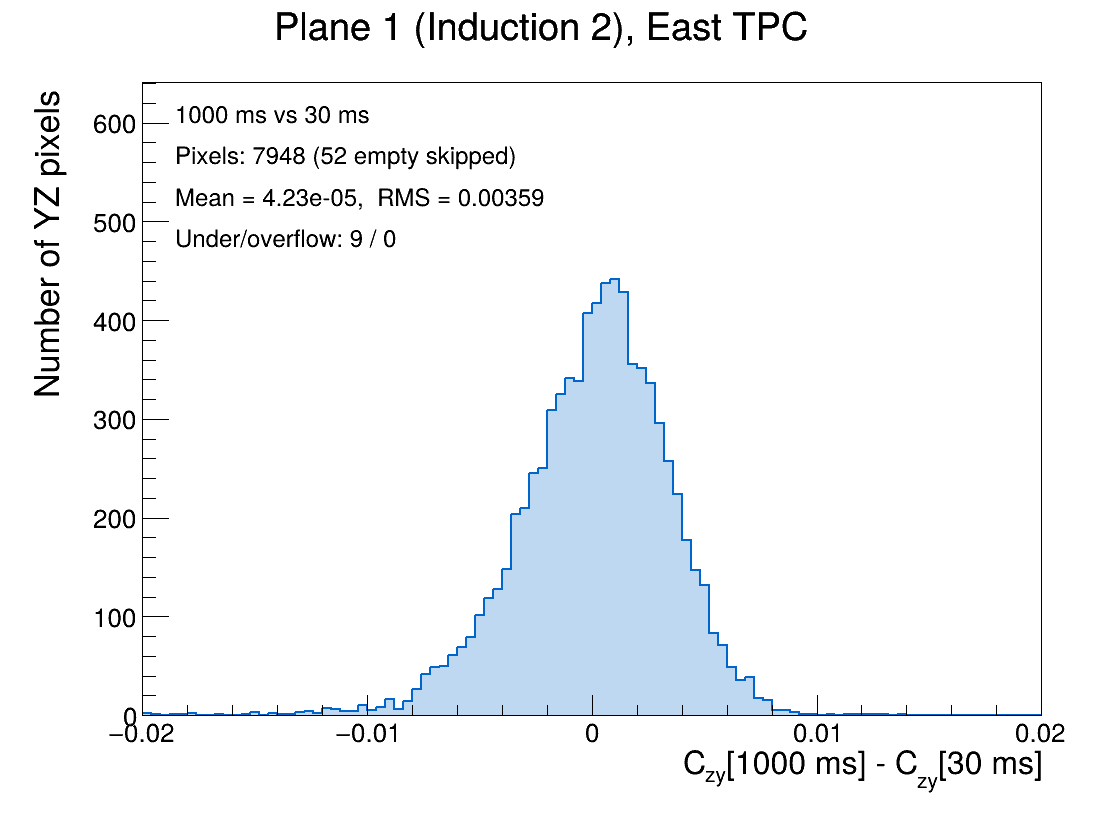 Plane 1 (Induction 2), East TPC
Number of YZ pixels
1000 ms vs 30 ms
Pixels: 7948 (52 empty skipped)
Mean = 4.23e-05,  RMS = 0.00359
Under/overflow: 9 / 0
600
500
400
300
200
100
0
−0.02
−0.01
0
0.01
0.02
Czy[1000 ms] - Czy[30 ms]